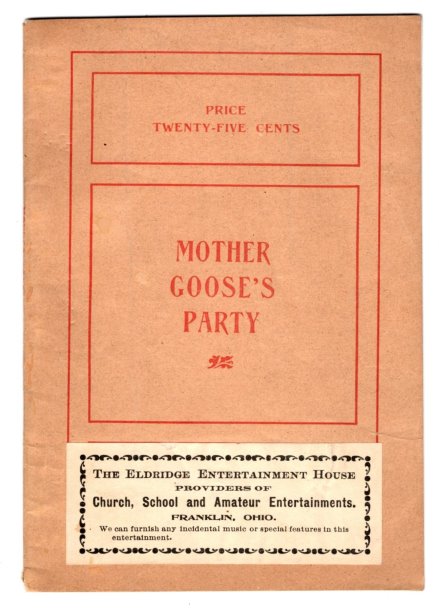 PRICE
TWENTY-FIVE CENTS
MOTHER
GOOSE'S
PARTY
THE ELDRIDGE ENTERTAINMENT HOUSE
PROVIDERS OF
Church, School and Amateur Entertainments.
FRANKLIN, OHIO.
We can furnish any incidental music or special features in this
entertainment.